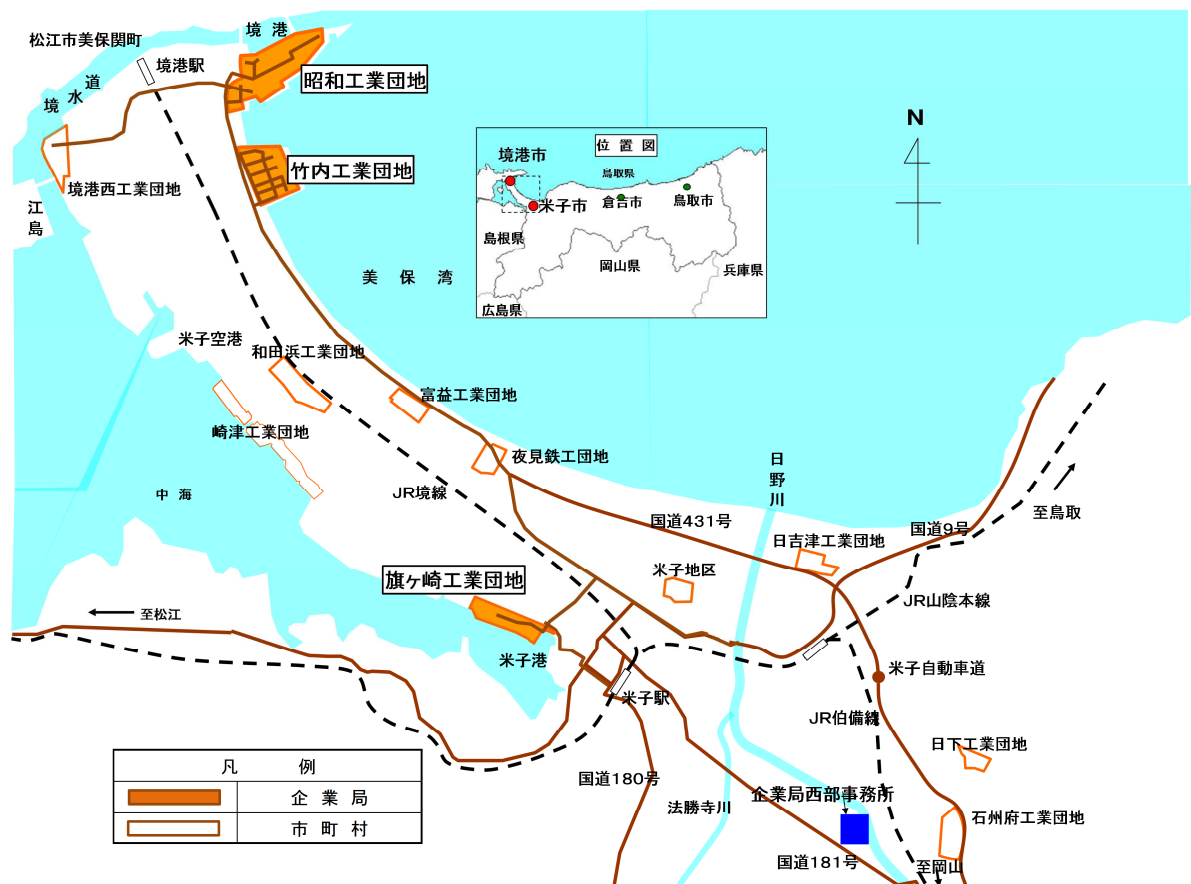 境港
松江市美保関町
境港駅
昭和工業団地
境水道
竹内工業団地
境港西工業団地
江島
N
位置図
境港市
鳥取県
米子市
倉吉市
鳥取市
島根県
岡山県
兵庫県
広島県
美保湾
米子空港
和田浜工業団地
富益工業団地
崎津工業団地
夜見鉄工団地
中海
JR境線
日野川
国道431号
国道9号
至鳥取
日吉津工業団地
米子地区
旗ヶ崎工業団地
JR山陰本線
至松江
米子港
米子駅
米子自動車道
JR伯備線
日下工業団地
国道180号
法勝寺川
企業局西部事務所
石州府工業団地
国道181号
至岡山
凡例
企業局
市町村